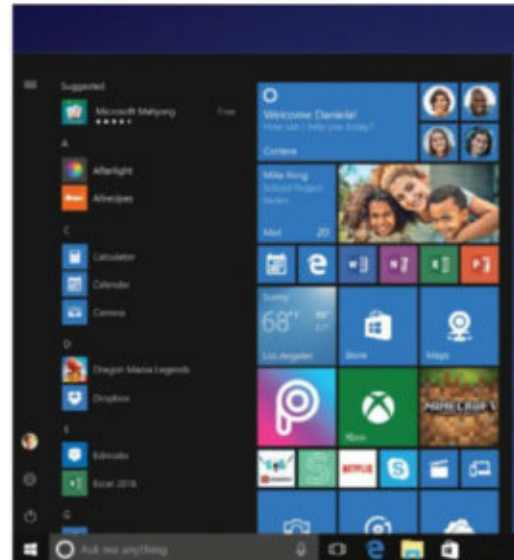 Suggested
Microsoft Mahjong Free
A
Afterlight
Allrecipes
C
Calculator
Calendar
Camera
D
Dragon Mania Legends
Dropbox
E
Edmodo
Excel 2016
G
Welcome Daniela!
How can I help you today?
Cortana
Mike King
School Project
Notes
Mail 20
Sunny
68°F
Los Angeles
Store
Maps
Xbox
MINECRAFT
NETFLIX
Ask me anything